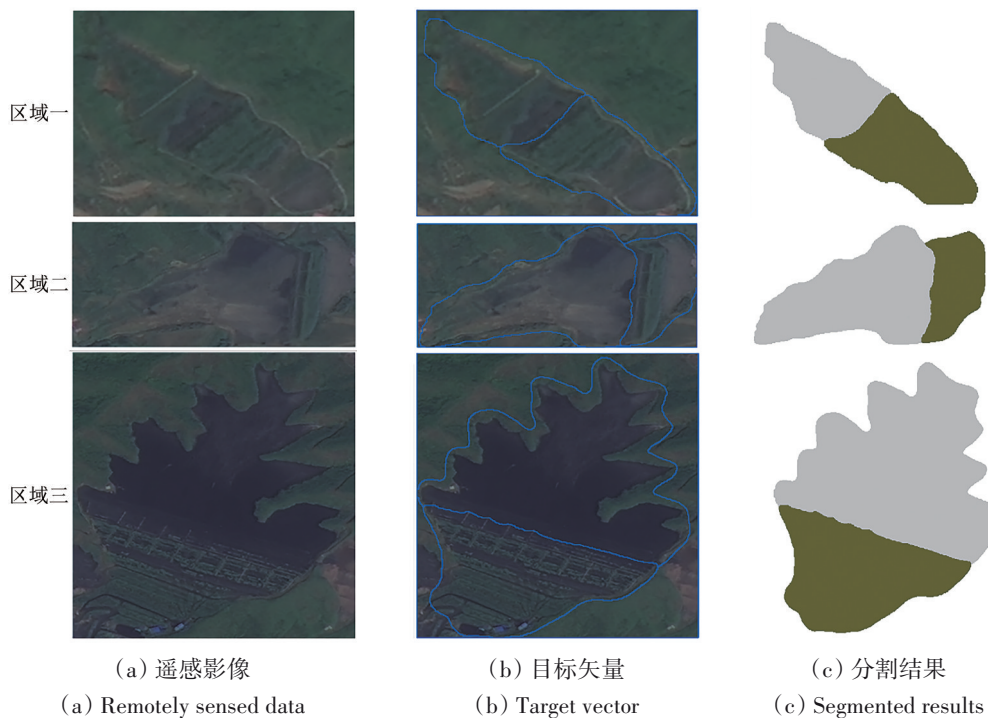 区域一
区域二
区域三
(a) 遥感影像
(b) 目标矢量
(c) 分割结果
(a) Remotely sensed data
(b) Target vector
(c) Segmented results